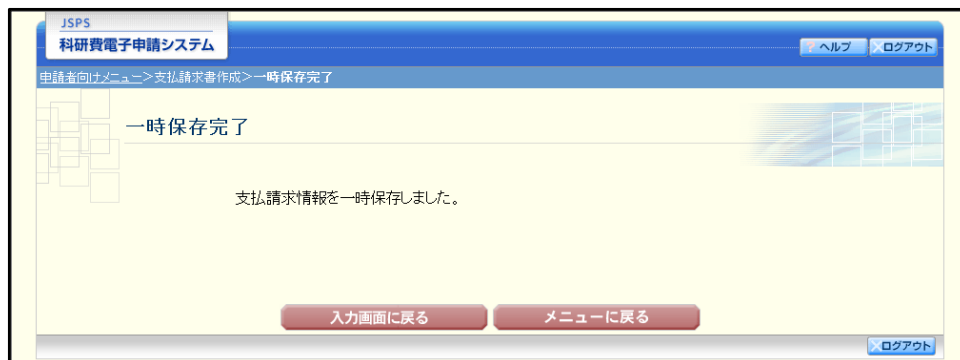 JSPS
科研費電子申請システム
? ヘルプ ×ログアウト
申請者向けメニュー>支払請求書作成>一時保存完了
一時保存完了
支払請求情報を一時保存しました。
入力画面に戻る メニューに戻る
×ログアウト